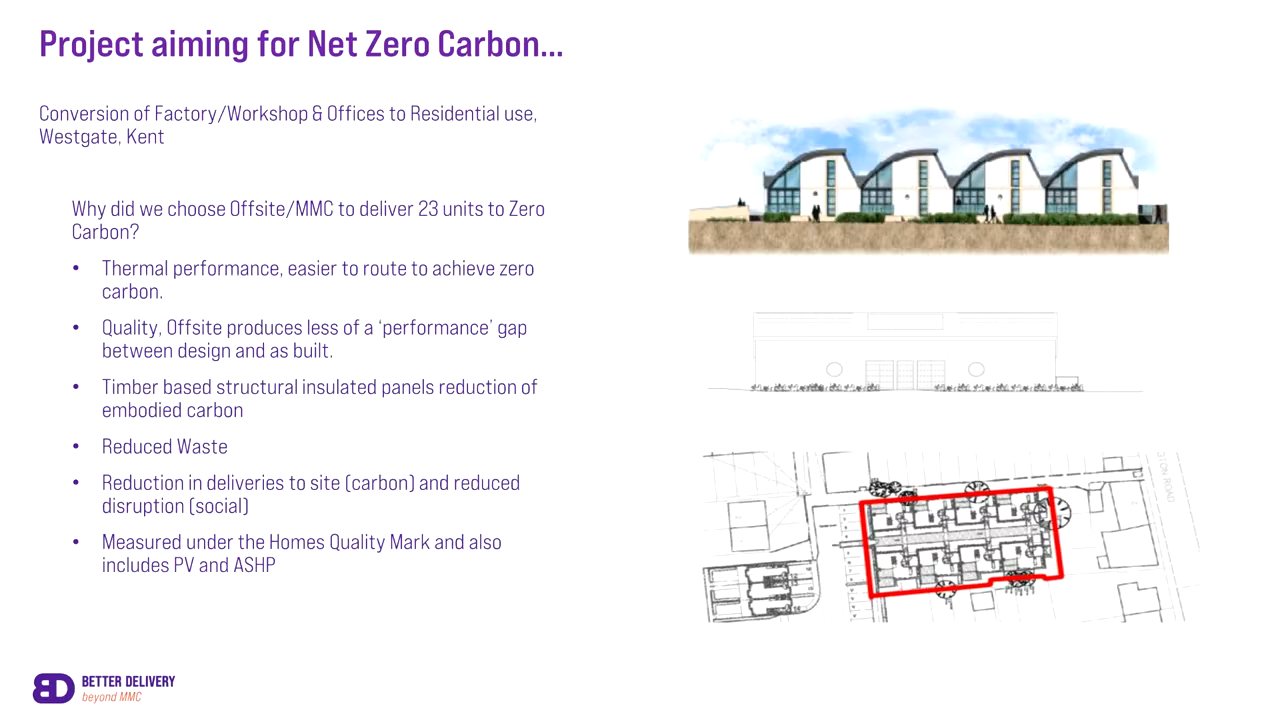 Project aiming for Net Zero Carbon...
Conversion of Factory/Workshop & Offices to Residential use,
Westgate, Kent
Why did we choose Offsite/MMC to deliver 23 units to Zero
Carbon?
• Thermal performance, easier to route to achieve zero
carbon.
• Quality, Offsite produces less of a ‘performance’ gap
between design and as built.
• Timber based structural insulated panels reduction of
embodied carbon
• Reduced Waste
• Reduction in deliveries to site (carbon) and reduced
disruption (social)
• Measured under the Homes Quality Mark and also
includes PV and ASHP
ROAD
BETTER DELIVERY
beyond MMC